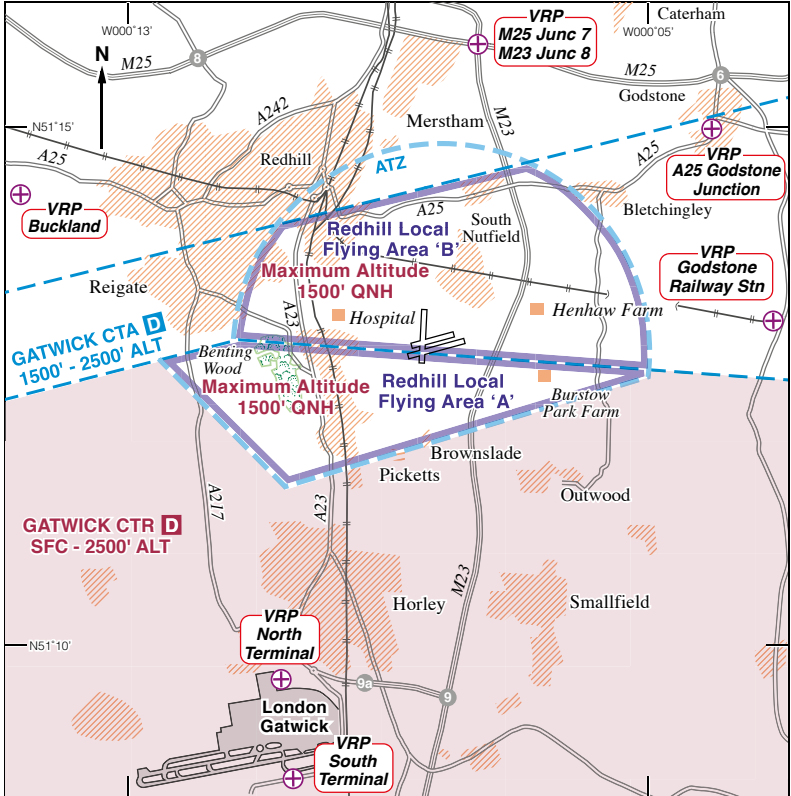 W000°13'
VRP
M25 Junc 7
M23 Junc 8
W000°05'
Caterham
N
8
M25
M25
6
Godstone
A242
Merstham
M23
N51°15'
A25
Redhill
ATZ
A25
VRP
A25 Godstone
Junction
VRP
Buckland
A25
Bletchingley
South
Nutfield
Redhill Local
Flying Area ‘B’
Maximum Altitude
1500' QNH
VRP
Godstone
Railway Stn
Reigate
A23
Hospital
Henhaw Farm
GATWICK CTA D
1500' - 2500' ALT
Benting
Wood
Maximum Altitude
1500' QNH
Redhill Local
Flying Area ‘A’
Burstow
Park Farm
Brownslade
Picketts
Outwood
A217
A23
GATWICK CTR D
SFC - 2500' ALT
M23
Horley
Smallfield
VRP
North
Terminal
N51°10'
9a
9
London
Gatwick
VRP
South
Terminal